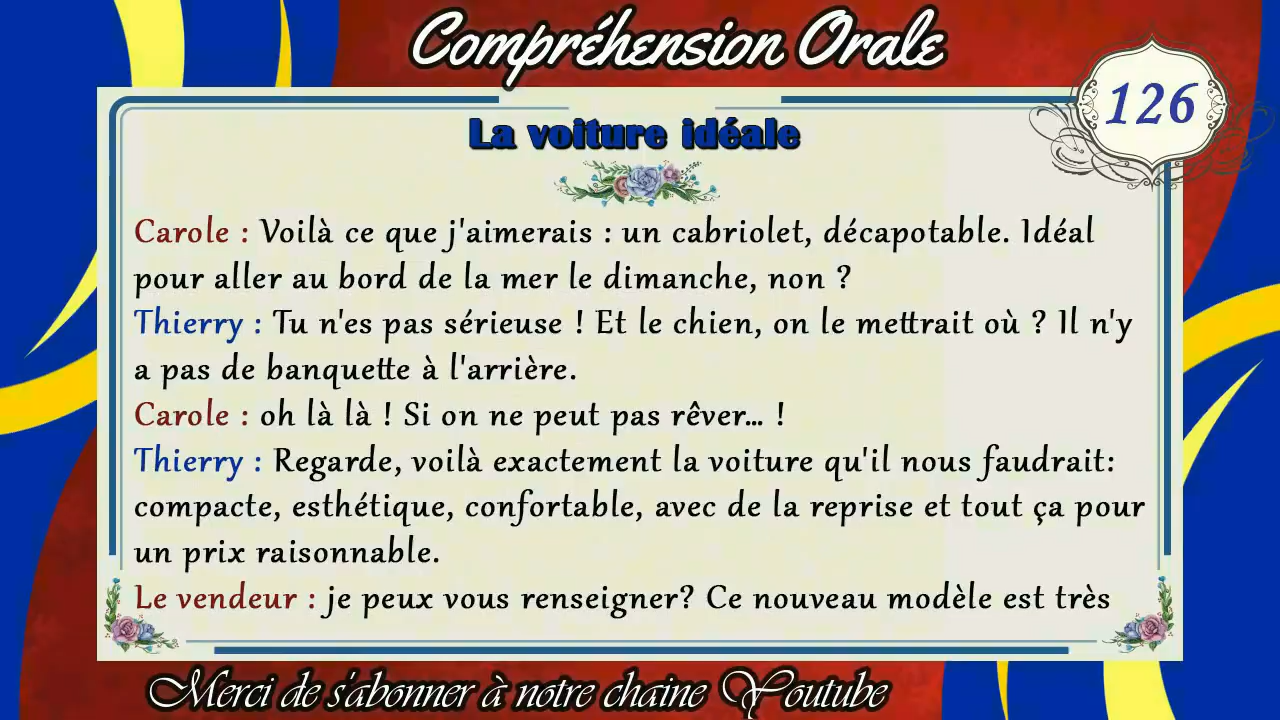 Compréhension Orale
126
La voiture idéale
Carole : Voilà ce que j'aimerais : un cabriolet, décapotable. Idéal
pour aller au bord de la mer le dimanche, non ?
Thierry : Tu n'es pas sérieuse ! Et le chien, on le mettrait où ? Il n'y
a pas de banquette à l'arrière.
Carole : oh là là ! Si on ne peut pas rêver... !
Thierry : Regarde, voilà exactement la voiture qu'il nous faudrait:
compacte, esthétique, confortable, avec de la reprise et tout ça pour
un prix raisonnable.
Le vendeur : je peux vous renseigner? Ce nouveau modèle est très
Merci de s'abonner à notre chaine Youtube